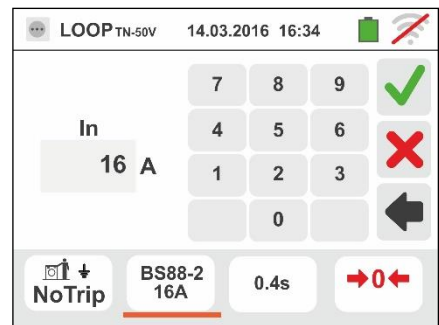 LOOP TN-50V 14.03.2016 16:34
7 8 9
In 4 5 6
16 A 1 2 3
0
NoTrip BS88-2 16A 0.4s →0←